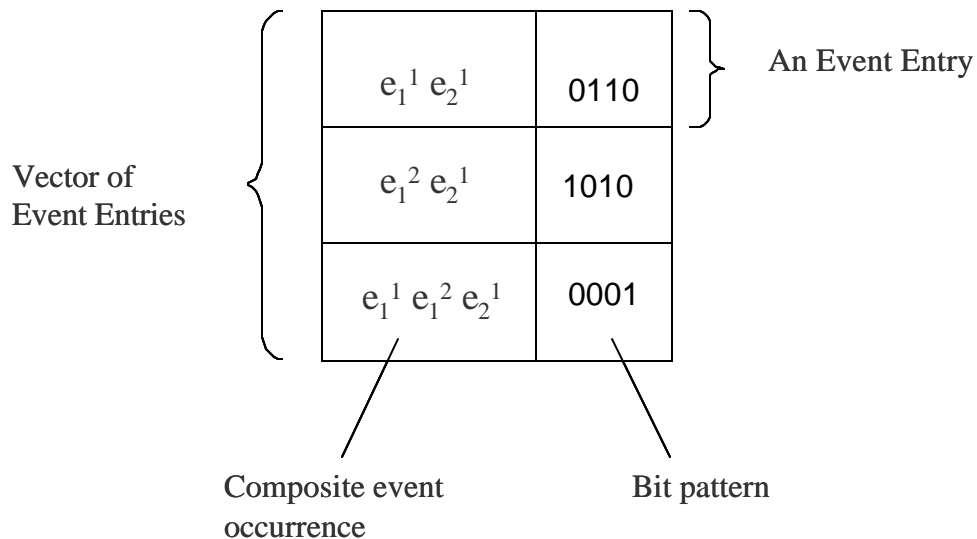 An Event Entry
e₁¹ e₂¹ 0110
Vector of
Event Entries
e₁² e₂¹ 1010
e₁¹ e₁² e₂¹ 0001
Composite event
occurrence
Bit pattern